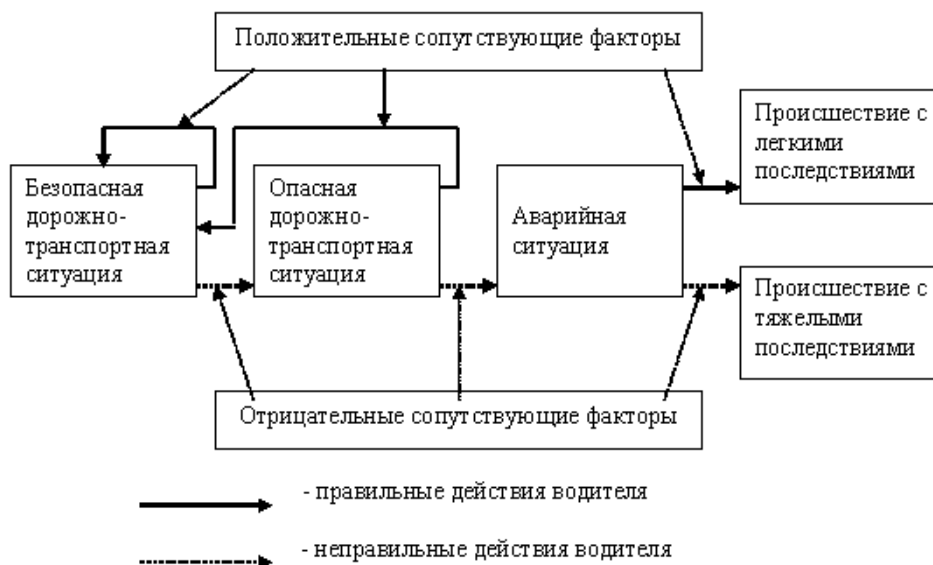 Положительные сопутствующие факторы
Происшествие с
легкими
последствиями
Безопасная
дорожно-
транспортная
ситуация
Опасная
дорожно-
транспортная
ситуация
Аварийная
ситуация
Происшествие с
тяжелыми
последствиями
Отрицательные сопутствующие факторы
- правильные действия водителя
- неправильные действия водителя